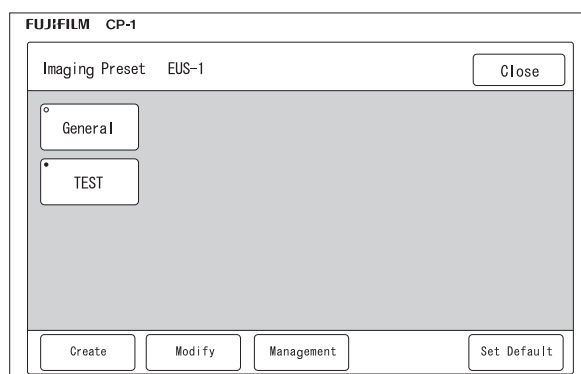 FUJIFILM CP-1
Imaging Preset EUS-1 Close
General
TEST
Create Modify Management Set Default